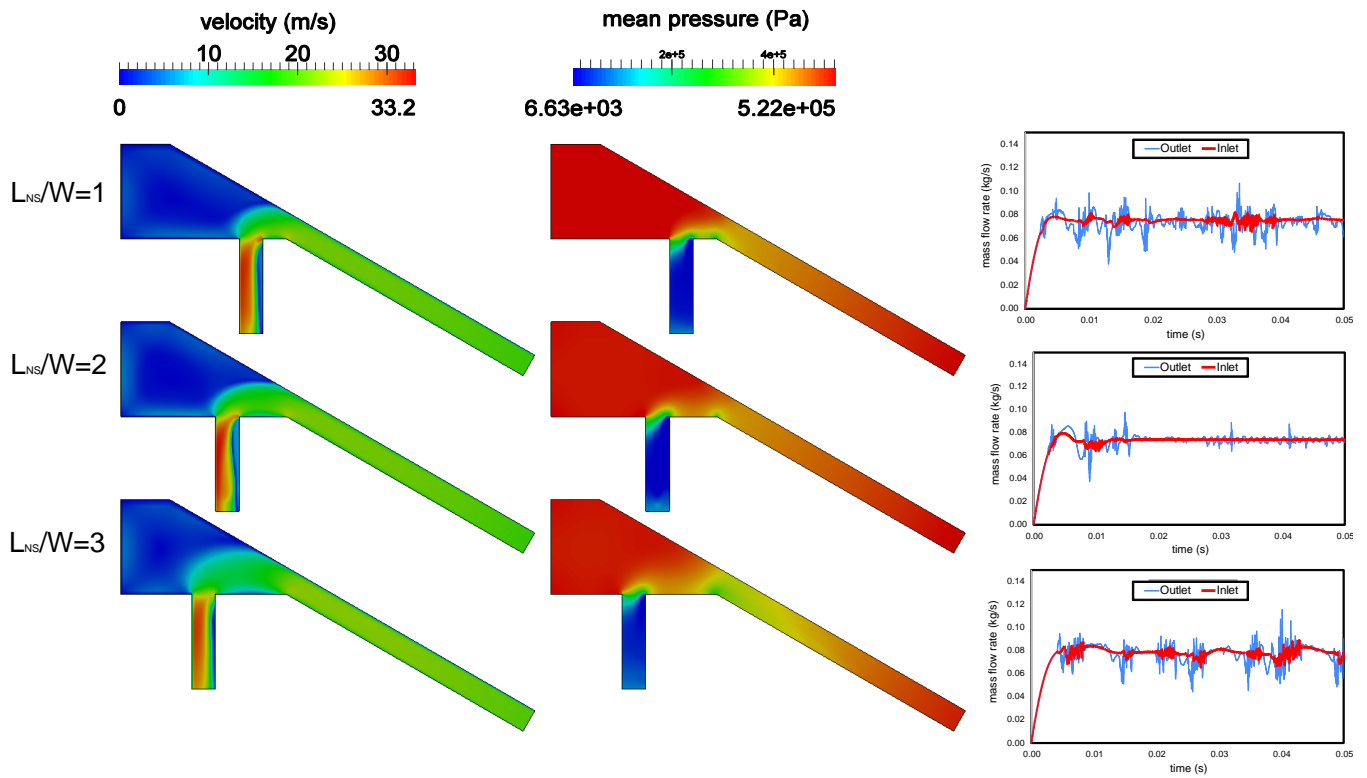 velocity (m/s)
10 20 30
0 33.2
mean pressure (Pa)
2e+5 4e+5
6.63e+03 5.22e+05
L_NS/W=1
L_NS/W=2
L_NS/W=3
Outlet Inlet
mass flow rate (kg/s)
0.14
0.12
0.10
0.08
0.06
0.04
0.02
0.00
0.00 0.01 0.02 0.03 0.04 0.05
time (s)
Outlet Inlet
mass flow rate (kg/s)
0.14
0.12
0.10
0.08
0.06
0.04
0.02
0.00
0.00 0.01 0.02 0.03 0.04 0.05
time (s)
Outlet Inlet
mass flow rate (kg/s)
0.14
0.12
0.10
0.08
0.06
0.04
0.02
0.00
0.00 0.01 0.02 0.03 0.04 0.05
time (s)